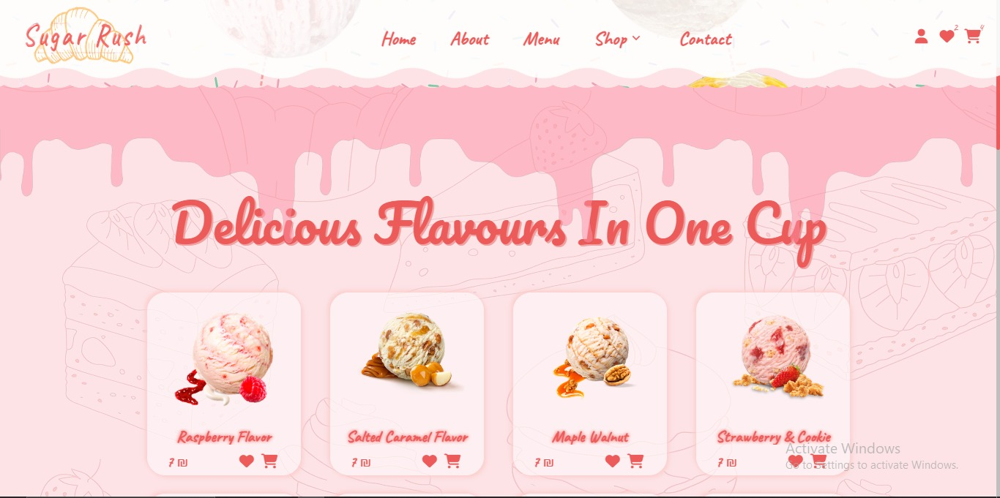 Sugar Rush
Home About Menu Shop Contact
2 4
Delicious Flavours In One Cup
Raspberry Flavor
7 ₪
Salted Caramel Flavor
7 ₪
Maple Walnut
7 ₪
Strawberry & Cookie
7 ₪
Activate Windows
Go to Settings to activate Windows.